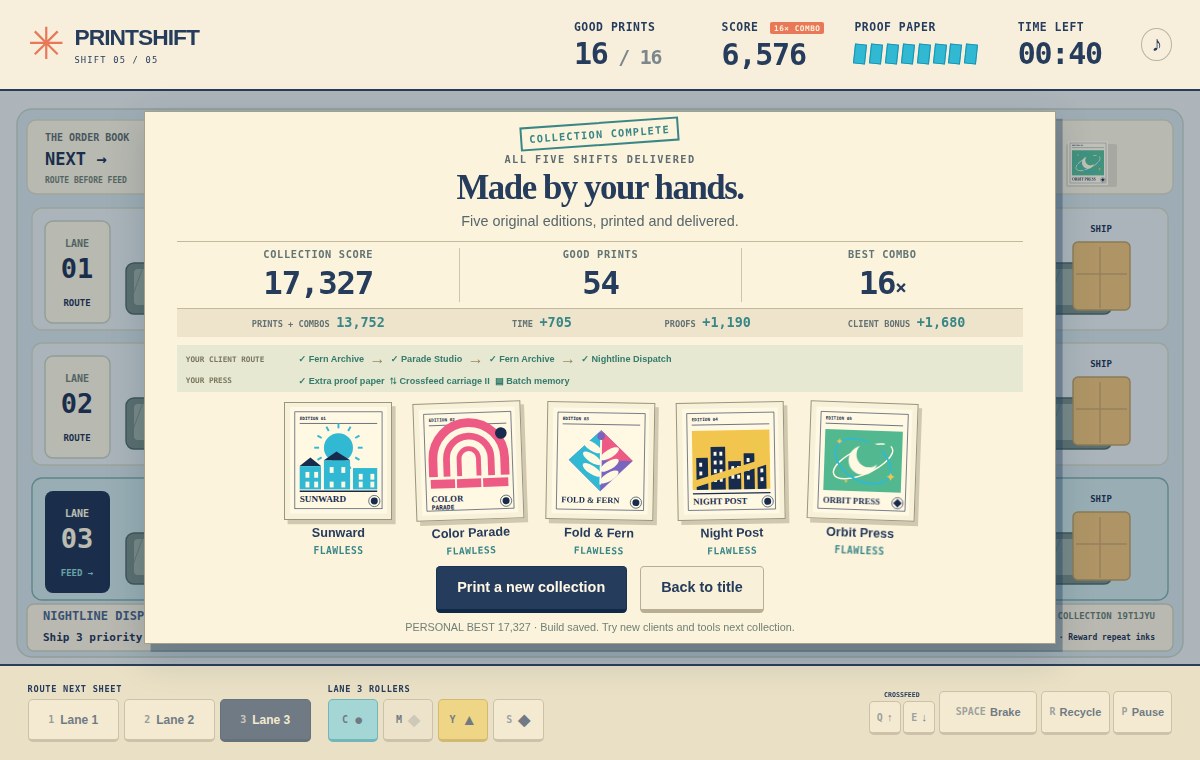 PRINTSHIFT
SHIFT 05 / 05
GOOD PRINTS
16 / 16
SCORE 16× COMBO
6,576
PROOF PAPER
TIME LEFT
00:40
♪
THE ORDER BOOK
NEXT →
ROUTE BEFORE FEED
LANE
01
ROUTE
LANE
02
ROUTE
LANE
03
FEED →
NIGHTLINE DISP
Ship 3 priority
COLLECTION COMPLETE
ALL FIVE SHIFTS DELIVERED
Made by your hands.
Five original editions, printed and delivered.
COLLECTION SCORE
17,327
GOOD PRINTS
54
BEST COMBO
16×
PRINTS + COMBOS 13,752
TIME +705
PROOFS +1,190
CLIENT BONUS +1,680
YOUR CLIENT ROUTE ✓ Fern Archive → ✓ Parade Studio → ✓ Fern Archive → ✓ Nightline Dispatch
YOUR PRESS ✓ Extra proof paper ⇅ Crossfeed carriage II ▤ Batch memory
EDITION 01
SUNWARD
Sunward
FLAWLESS
EDITION 02
COLOR
PARADE
Color Parade
FLAWLESS
EDITION 03
FOLD & FERN
Fold & Fern
FLAWLESS
EDITION 04
NIGHT POST
Night Post
FLAWLESS
EDITION 05
ORBIT PRESS
Orbit Press
FLAWLESS
Print a new collection
Back to title
PERSONAL BEST 17,327 · Build saved. Try new clients and tools next collection.
ORBIT PRESS
SHIP
SHIP
SHIP
COLLECTION 19T1JYU
· Reward repeat inks
ROUTE NEXT SHEET
1 Lane 1
2 Lane 2
3 Lane 3
LANE 3 ROLLERS
C ●
M ◆
Y ▲
S ◆
CROSSFEED
Q ↑
E ↓
SPACE Brake
R Recycle
P Pause